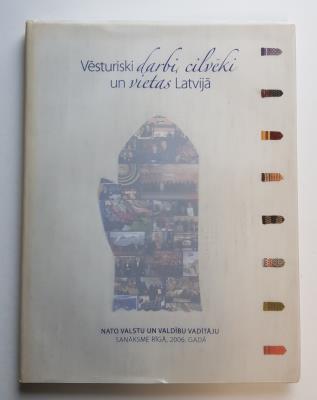 Vēsturiski darbi, cilvēki
un vietas Latvijā
NATO VALSTU UN VALDĪBU VADĪTĀJU
SANĀKSME RĪGĀ, 2006. GADĀ